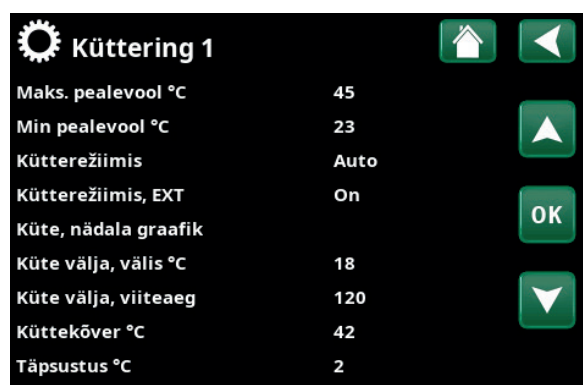 Küttering 1
Maks. pealevool °C 45
Min pealevool °C 23
Kütterežiimis Auto
Kütterežiimis, EXT On
OK
Küte, nädala graafik
Küte välja, välis °C 18
Küte välja, viiteaeg 120
Küttekõver °C 42
Täpsustus °C 2